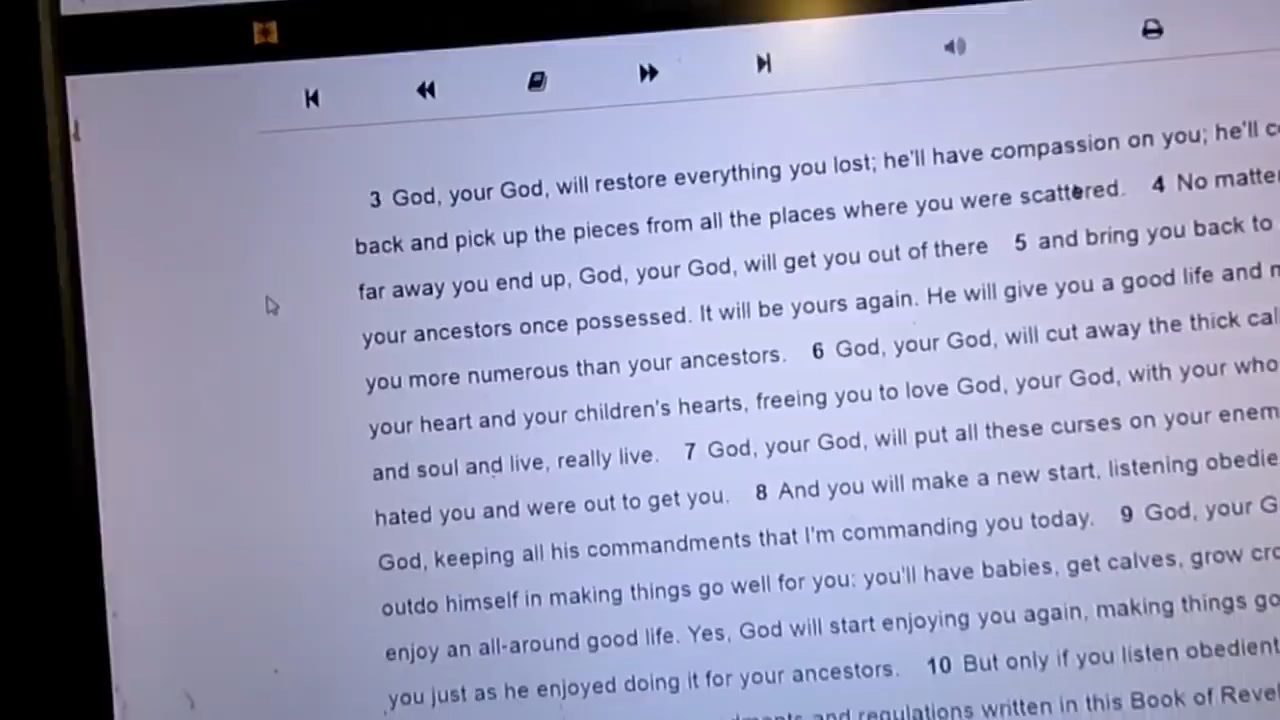 3 God, your God, will restore everything you lost; he'll have compassion on you; he'll
back and pick up the pieces from all the places where you were scattered. 4 No matter
far away you end up, God, your God, will get you out of there 5 and bring you back to
your ancestors once possessed. It will be yours again. He will give you a good life and
you more numerous than your ancestors. 6 God, your God, will cut away the thick
your heart and your children's hearts, freeing you to love God, your God, with your
and soul and live, really live. 7 God, your God, will put all these curses on your
hated you and were out to get you. 8 And you will make a new start, listening
God, keeping all his commandments that I'm commanding you today. 9 God, your
outdo himself in making things go well for you: you'll have babies, get calves, grow
enjoy an all-around good life. Yes, God will start enjoying you again, making things go
you just as he enjoyed doing it for your ancestors. 10 But only if you listen
and regulations written in this Book of